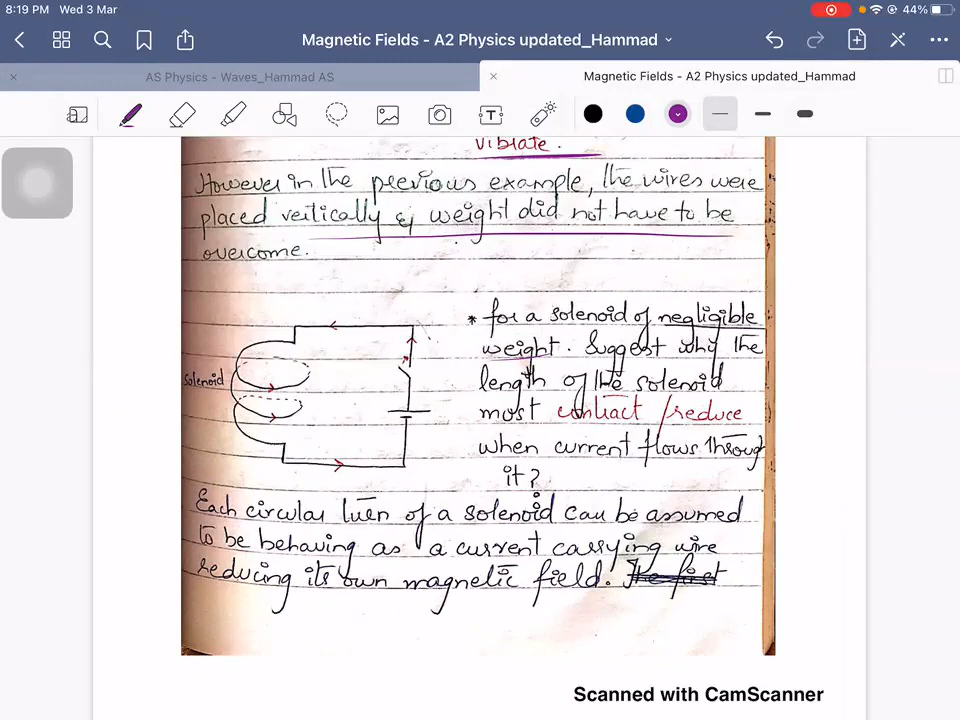 8:19 PM Wed 3 Mar
44%
Magnetic Fields - A2 Physics updated_Hammad
AS Physics - Waves_Hammad AS
Magnetic Fields - A2 Physics updated_Hammad
vibrate.
However in the previous example, the wires were
placed vertically & weight did not have to be
overcome.
* for a solenoid of negligible
weight. Suggest why the
length of the solenoid
most contract / reduce
when current flows through
it?
solenoid
Each circular turn of a solenoid can be assumed
to be behaving as a current carrying wire
reducing its own magnetic field. The first
Scanned with CamScanner